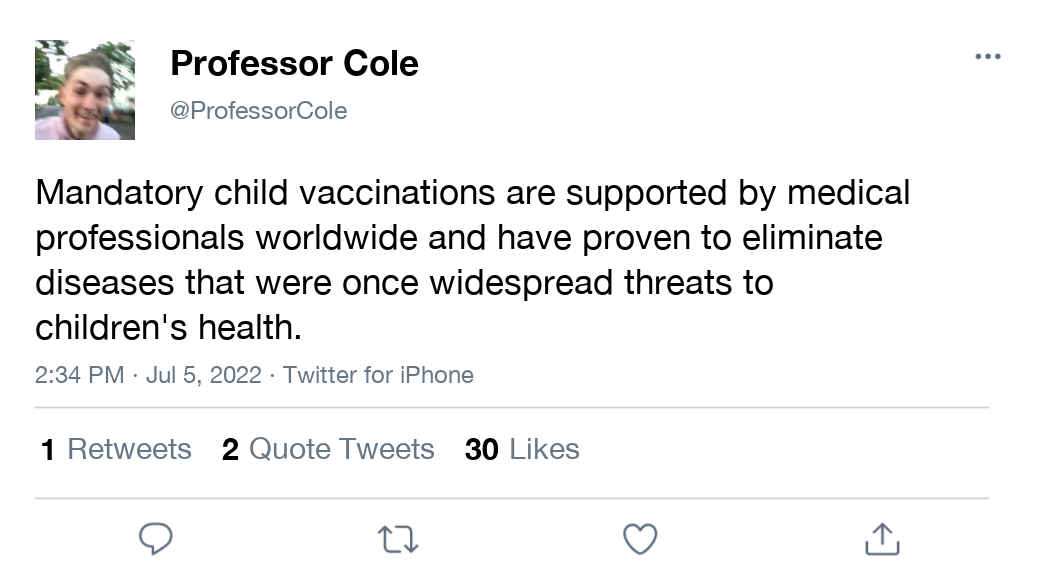 Professor Cole
@ProfessorCole
Mandatory child vaccinations are supported by medical
professionals worldwide and have proven to eliminate
diseases that were once widespread threats to
children's health.
2:34 PM · Jul 5, 2022 · Twitter for iPhone
1 Retweets 2 Quote Tweets 30 Likes